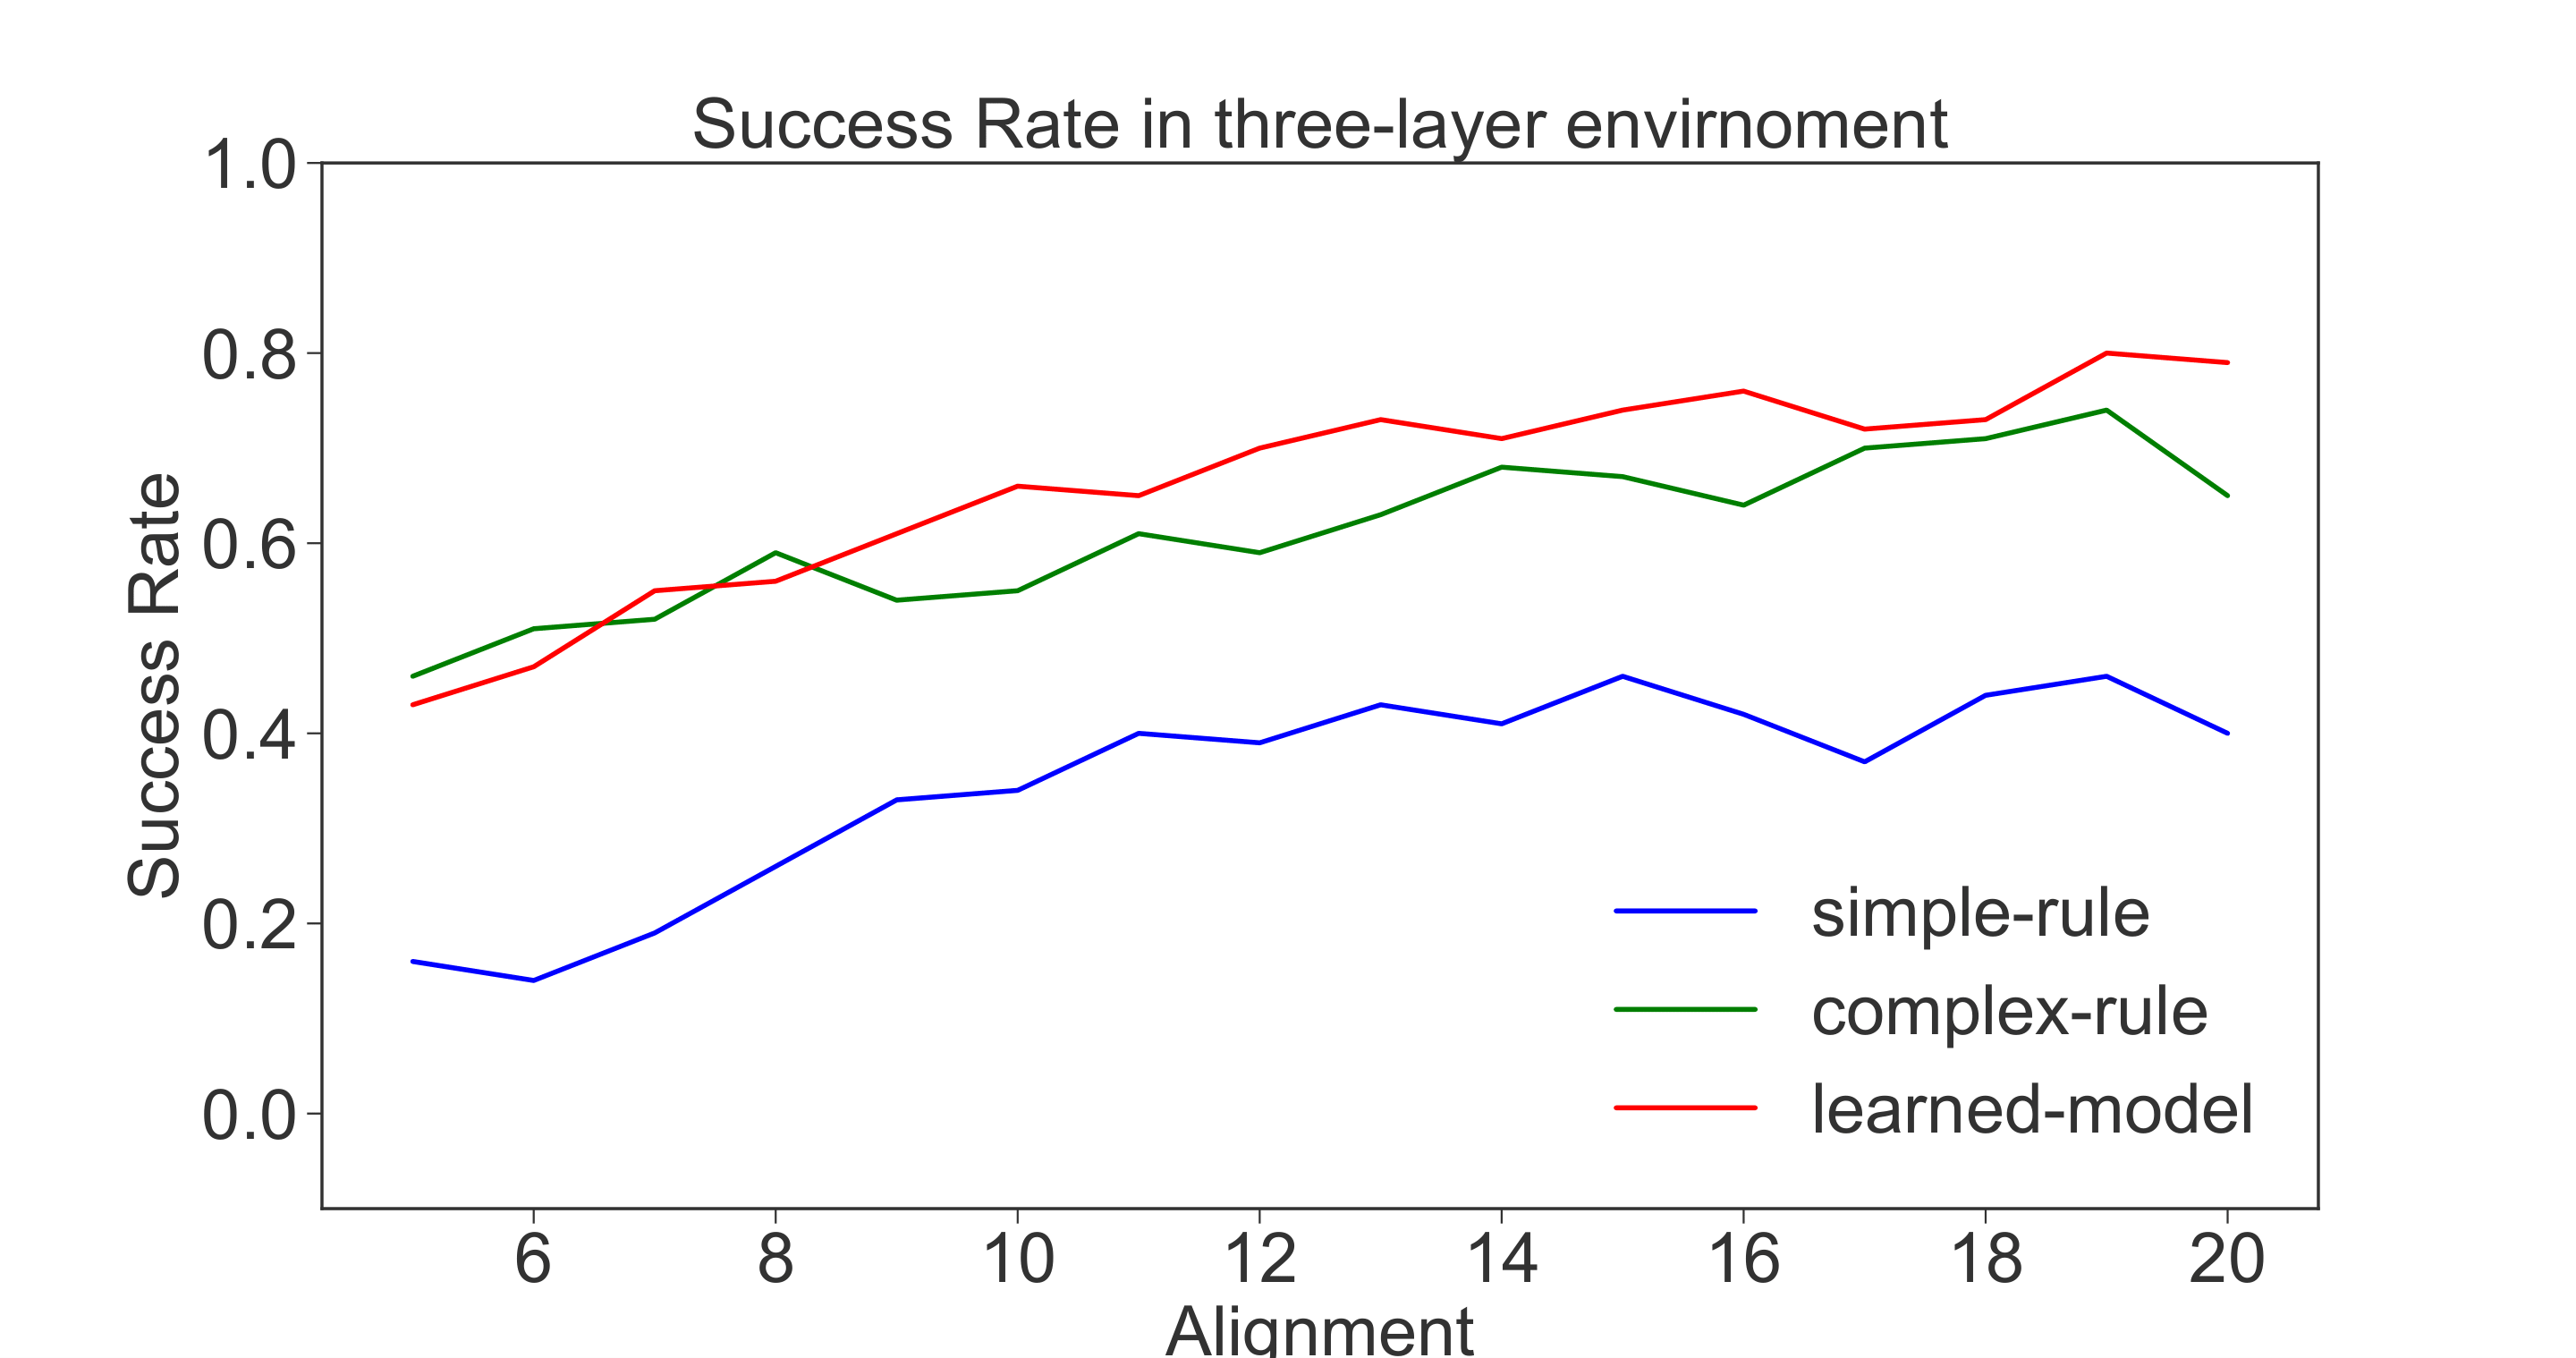 Success Rate in three-layer envirnoment
1.0
0.8
0.6
0.4
0.2
0.0
Success Rate
simple-rule
complex-rule
learned-model
6 8 10 12 14 16 18 20
Alignment